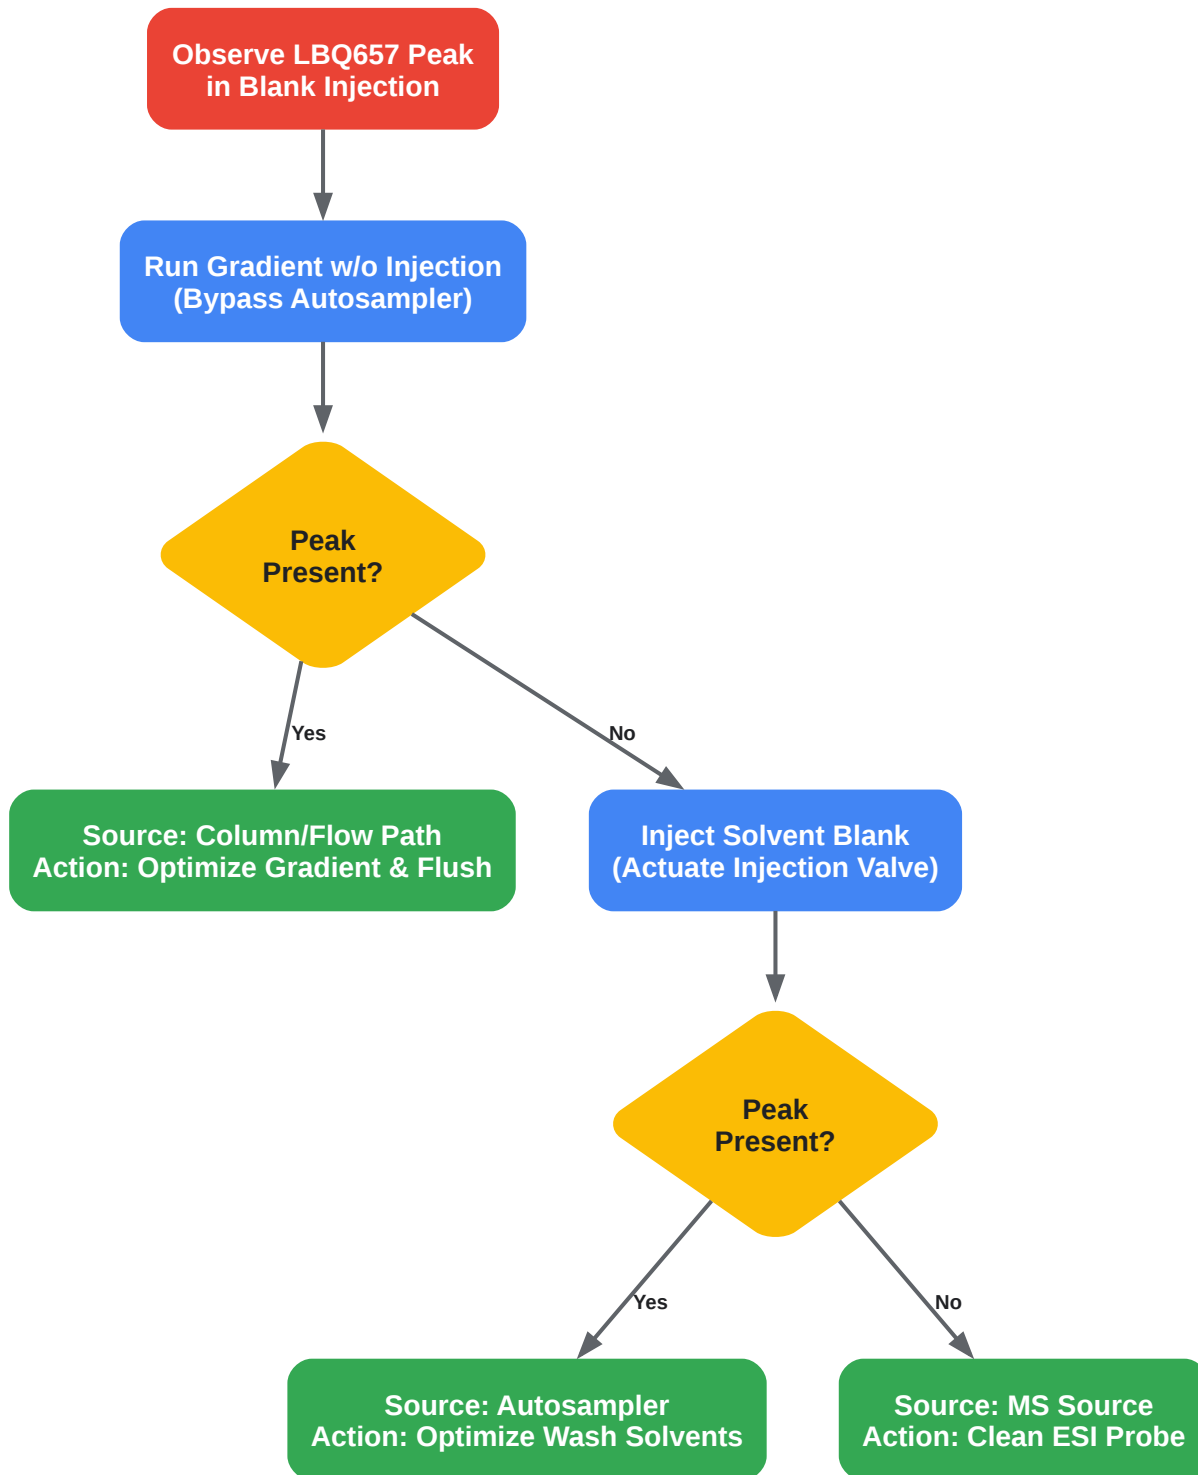 Observe LBQ657 Peak
in Blank Injection
Run Gradient w/o Injection
(Bypass Autosampler)
Peak
Present?
Yes
No
Source: Column/Flow Path
Action: Optimize Gradient & Flush
Inject Solvent Blank
(Actuate Injection Valve)
Peak
Present?
Yes
No
Source: Autosampler
Action: Optimize Wash Solvents
Source: MS Source
Action: Clean ESI Probe